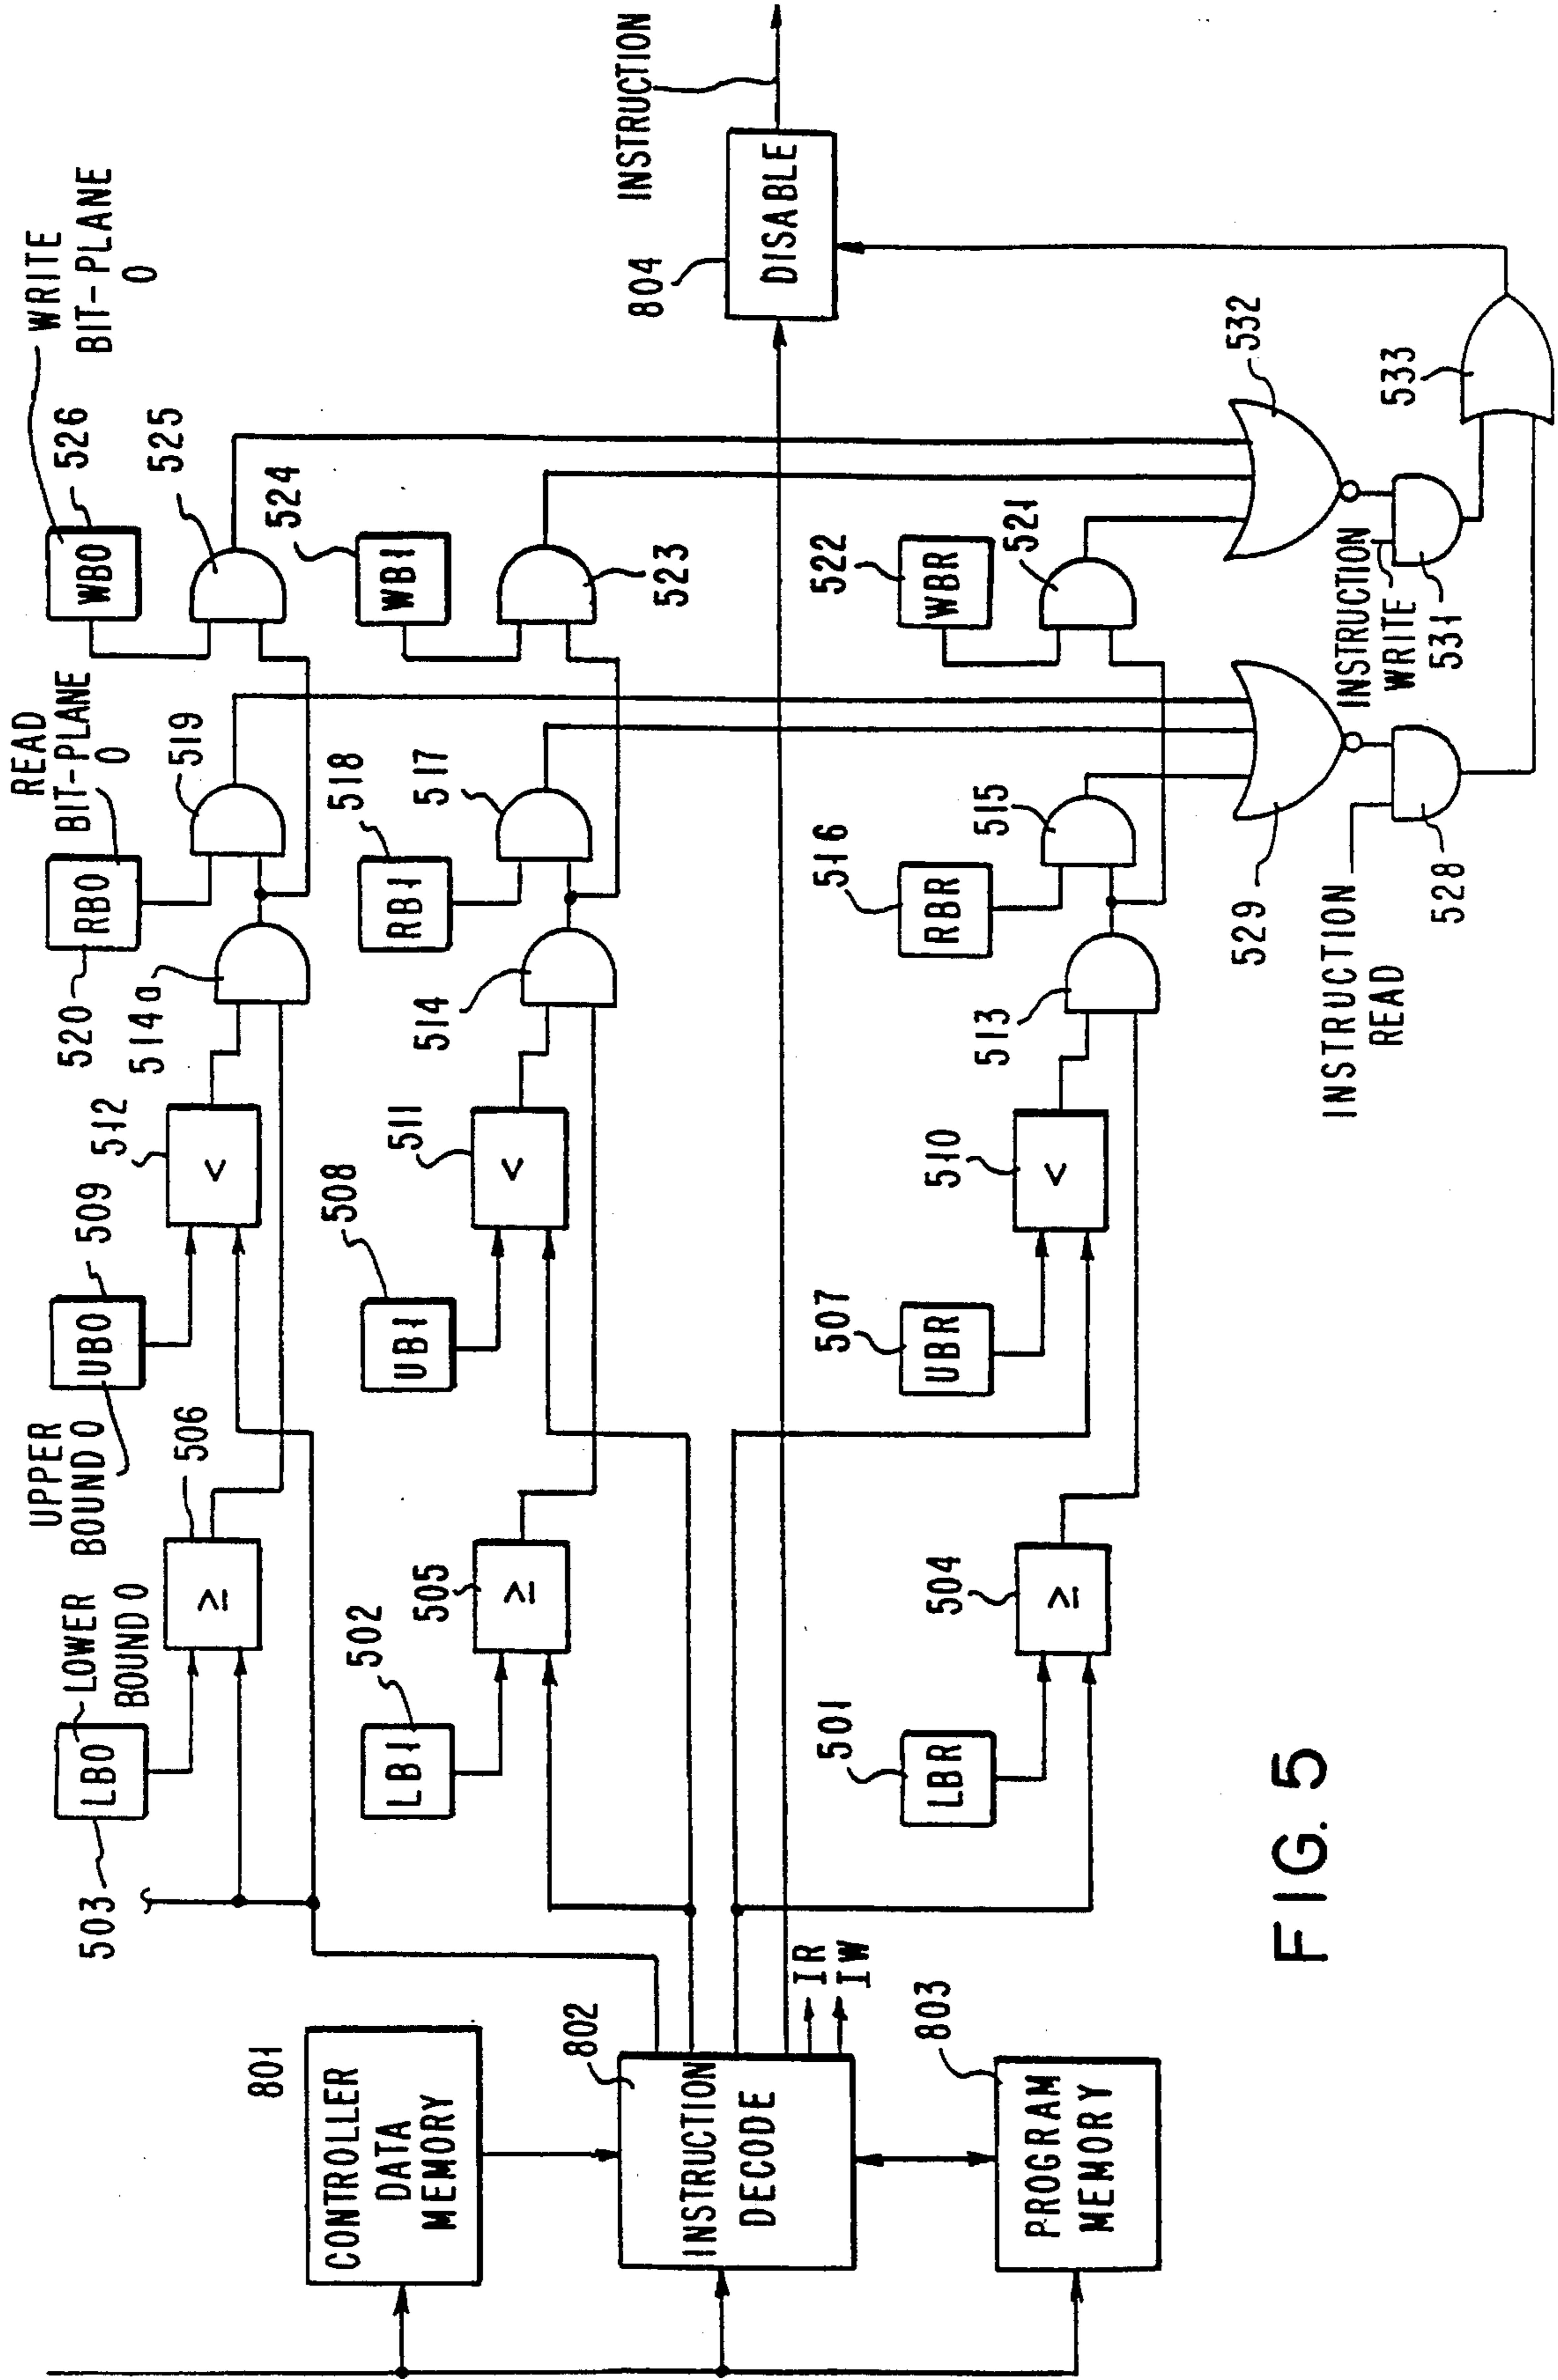 WRITE
BIT-PLANE
0
READ
BIT-PLANE
0
WB0
526
525
RB0
520
519
514a
512
UB0
509
UPPER
BOUND 0
506
≥
<
LB0
LOWER
BOUND 0
503
WB1
524
523
RB1
518
517
514
511
<
UB1
508
505
≥
LB1
502
INSTRUCTION
804
DISABLE
WBR
522
521
RBR
516
515
513
510
<
UBR
507
504
≥
LBR
501
801
CONTROLLER
DATA
MEMORY
802
INSTRUCTION
DECODE
IR
IW
803
PROGRAM
MEMORY
532
533
INSTRUCTION
WRITE
531
529
528
INSTRUCTION
READ
FIG. 5